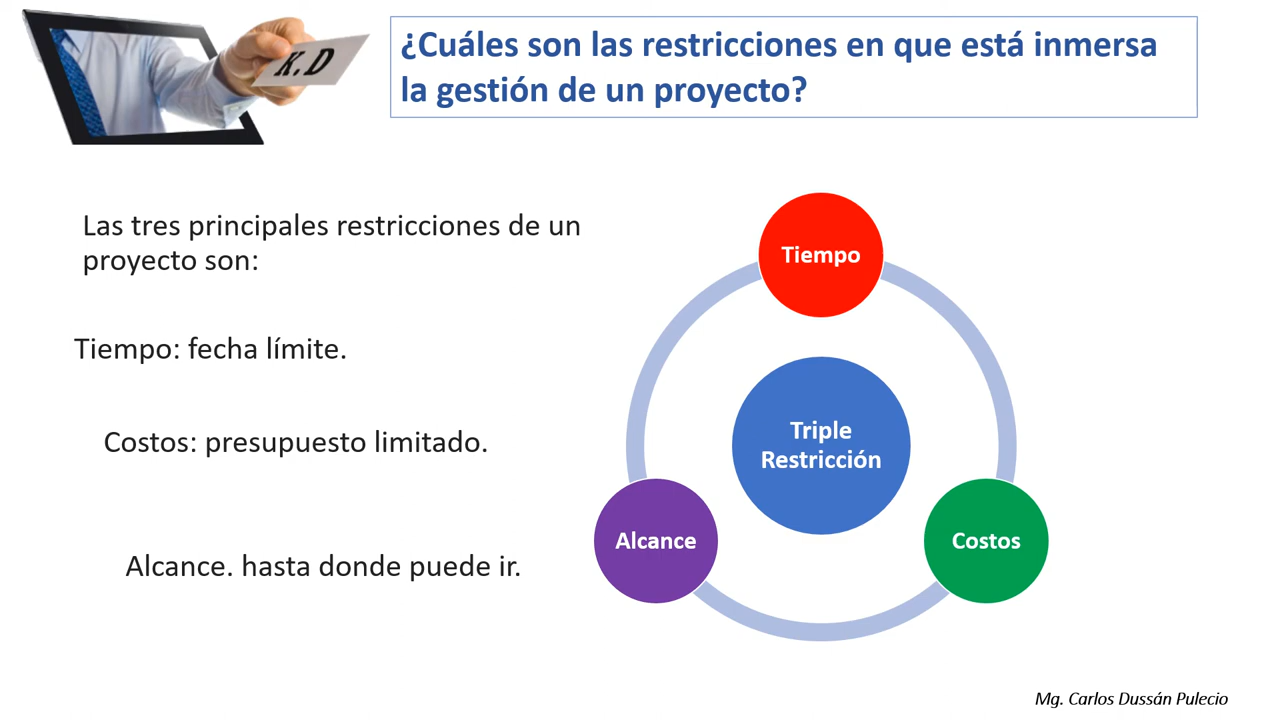 K.D
¿Cuáles son las restricciones en que está inmersa
la gestión de un proyecto?
Las tres principales restricciones de un
proyecto son:
Tiempo: fecha límite.
Costos: presupuesto limitado.
Alcance. hasta donde puede ir.
Tiempo
Triple
Restricción
Alcance
Costos
Mg. Carlos Dussán Pulecio